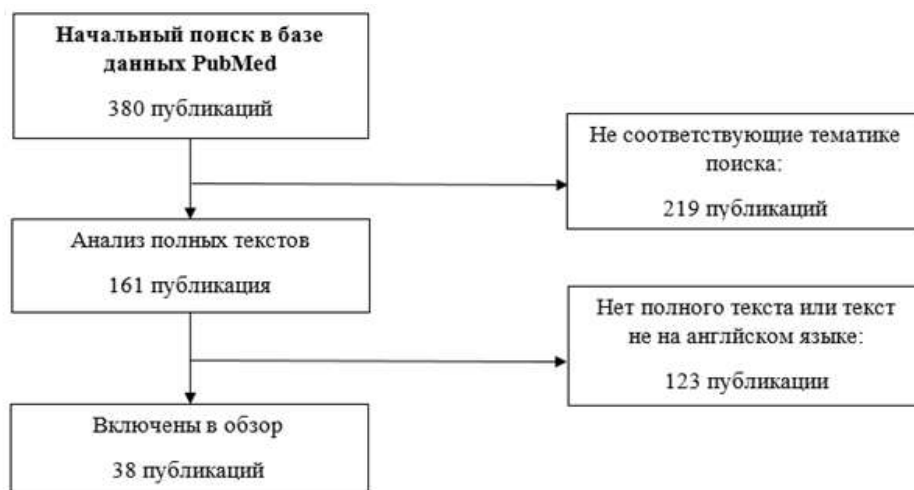 Начальный поиск в базе
данных PubMed
380 публикаций
Не соответствующие тематике
поиска:
219 публикаций
Анализ полных текстов
161 публикация
Нет полного текста или текст
не на англйском языке:
123 публикации
Включены в обзор
38 публикаций